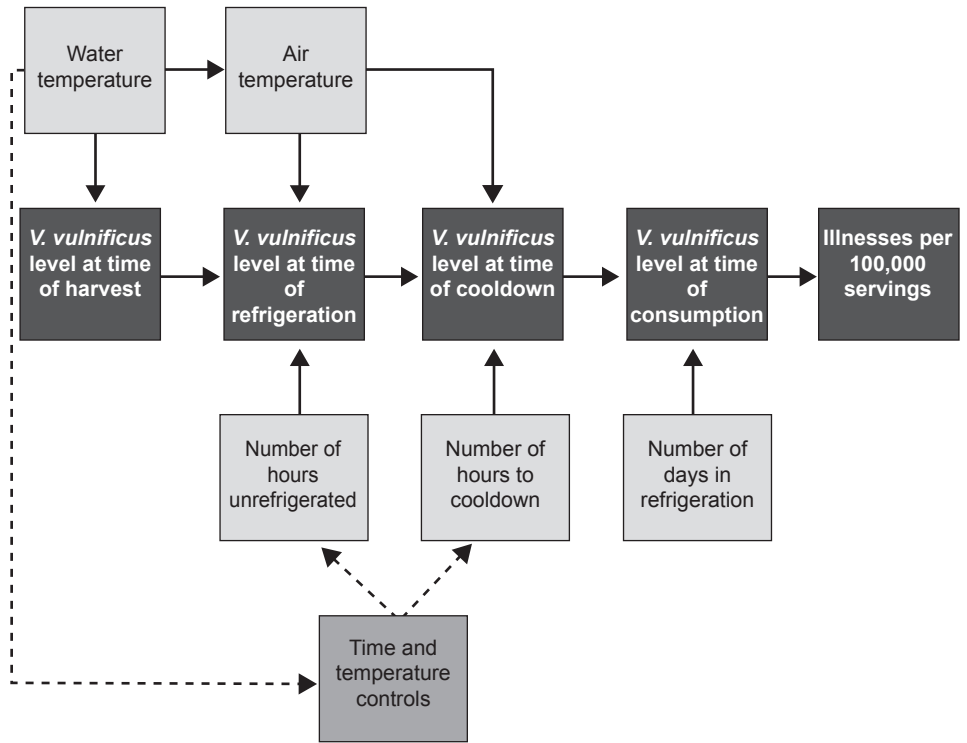 Water
temperature
Air
temperature
V. vulnificus
level at time
of harvest
V. vulnificus
level at time
of
refrigeration
V. vulnificus
level at time
of cooldown
V. vulnificus
level at time
of
consumption
Illnesses per
100,000
servings
Number of
hours
unrefrigerated
Number of
hours to
cooldown
Number of
days in
refrigeration
Time and
temperature
controls